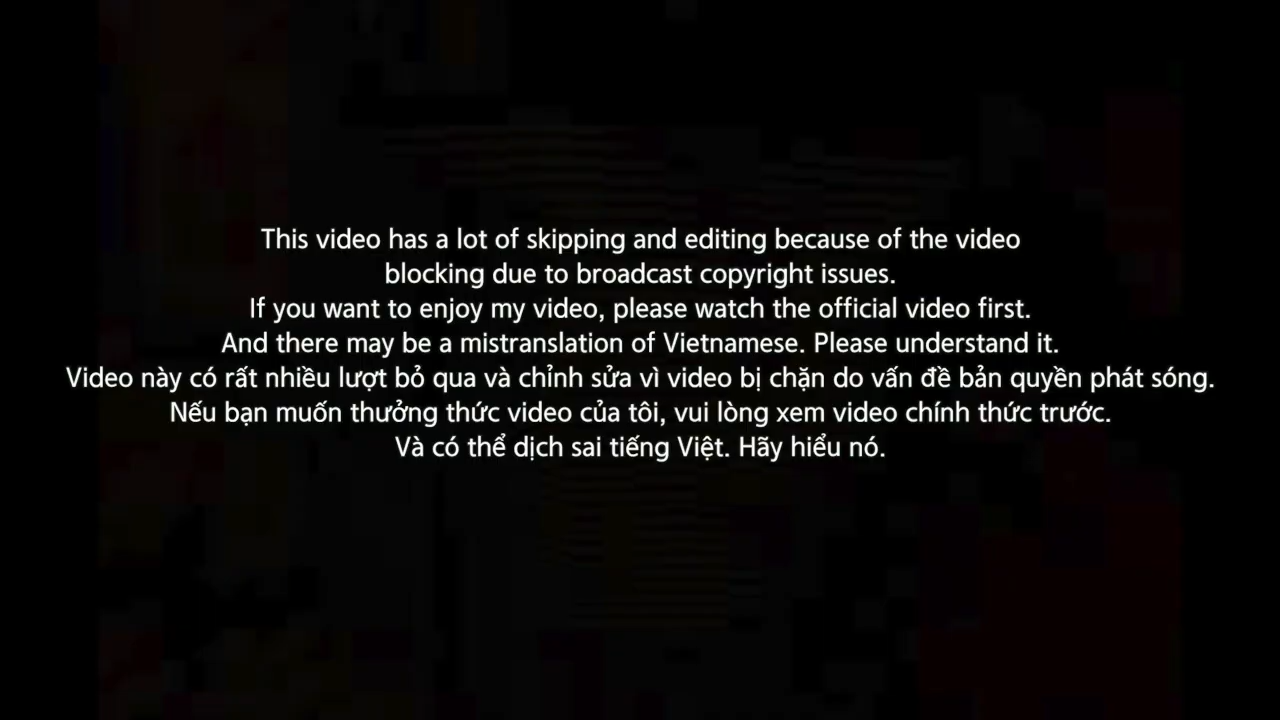 This video has a lot of skipping and editing because of the video
blocking due to broadcast copyright issues.
If you want to enjoy my video, please watch the official video first.
And there may be a mistranslation of Vietnamese. Please understand it.
Video này có rất nhiều lượt bỏ qua và chỉnh sửa vì video bị chặn do vấn đề bản quyền phát sóng.
Nếu bạn muốn thưởng thức video của tôi, vui lòng xem video chính thức trước.
Và có thể dịch sai tiếng Việt. Hãy hiểu nó.